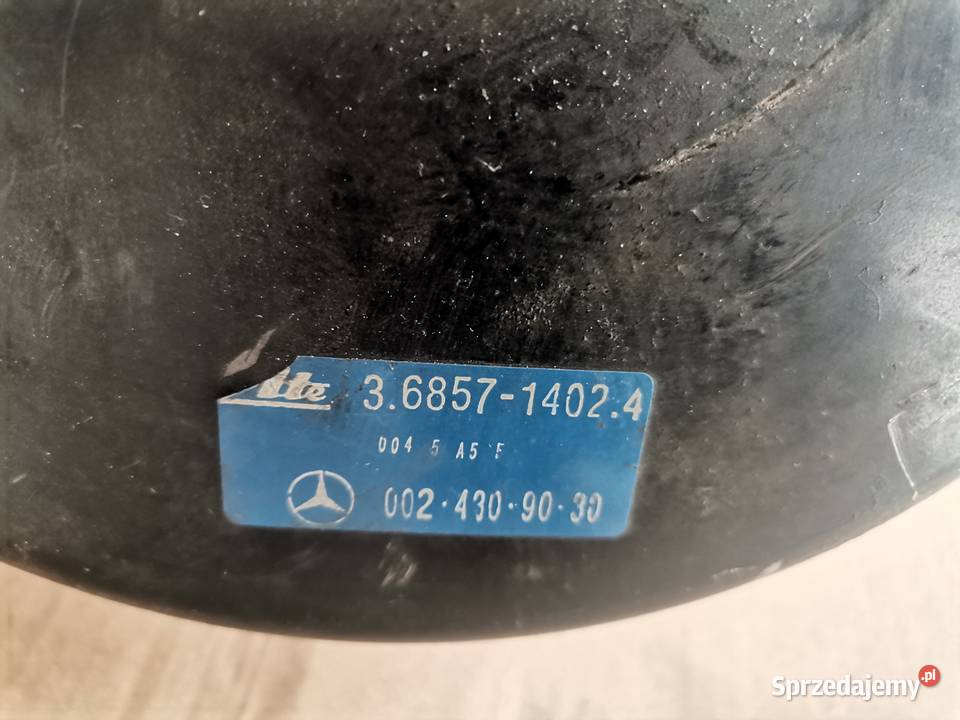 Ate 3.6857-1402.4
004 5 A5 F
002·430·90·30
Sprzedajemy.pl